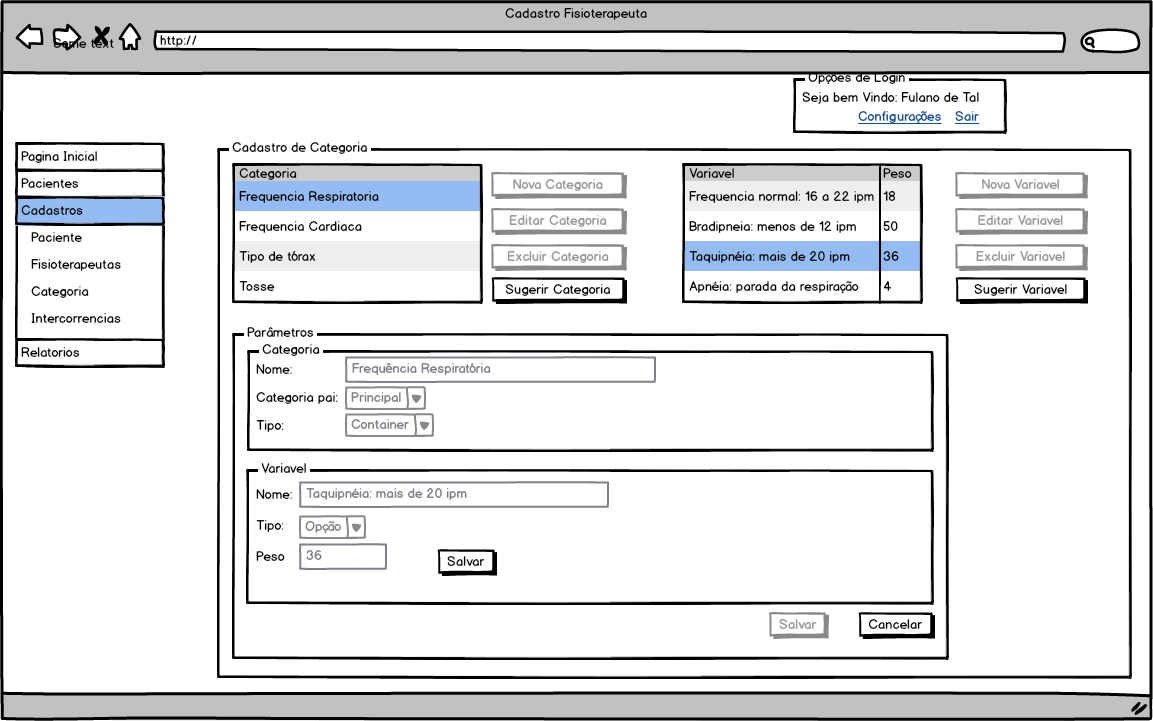 Cadastro Fisioterapeuta
Some text
http://
Opções de Login
Seja bem Vindo: Fulano de Tal
Configurações Sair
Pagina Inicial
Pacientes
Cadastros
Paciente
Fisioterapeutas
Categoria
Intercorrencias
Relatorios
Cadastro de Categoria
Categoria
Frequencia Respiratoria
Frequencia Cardiaca
Tipo de tórax
Tosse
Nova Categoria
Editar Categoria
Excluir Categoria
Sugerir Categoria
Variavel Peso
Frequencia normal: 16 a 22 ipm 18
Bradipneia: menos de 12 ipm 50
Taquipnéia: mais de 20 ipm 36
Apnéia: parada da respiração 4
Nova Variavel
Editar Variavel
Excluir Variavel
Sugerir Variavel
Parâmetros
Categoria
Nome: Frequência Respiratória
Categoria pai: Principal
Tipo: Container
Variavel
Nome: Taquipnéia: mais de 20 ipm
Tipo: Opção
Peso 36
Salvar
Salvar Cancelar